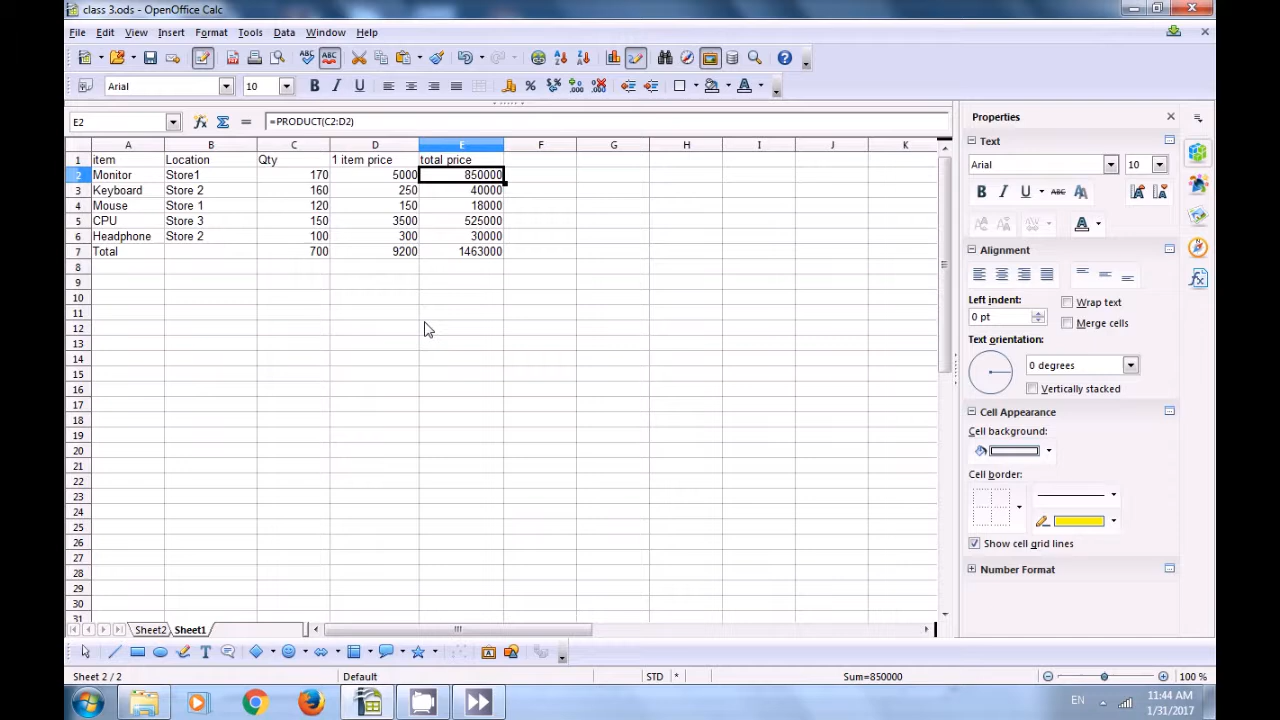 class 3.ods - OpenOffice Calc
File Edit View Insert Format Tools Data Window Help
Arial 10
E2 =PRODUCT(C2:D2)
A B C D E F G H I J K
1 item Location Qty 1 item price total price
2 Monitor Store1 170 5000 850000
3 Keyboard Store 2 160 250 40000
4 Mouse Store 1 120 150 18000
5 CPU Store 3 150 3500 525000
6 Headphone Store 2 100 300 30000
7 Total 700 9200 1463000
8
9
10
11
12
13
14
15
16
17
18
19
20
21
22
23
24
25
26
27
28
29
30
31
Sheet2 Sheet1
Properties
Text
Arial 10
Alignment
Left indent: Wrap text
0 pt Merge cells
Text orientation:
0 degrees
Vertically stacked
Cell Appearance
Cell background:
Cell border:
Show cell grid lines
Number Format
Sheet 2 / 2 Default STD * Sum=850000 100 %
EN 11:44 AM
1/31/2017